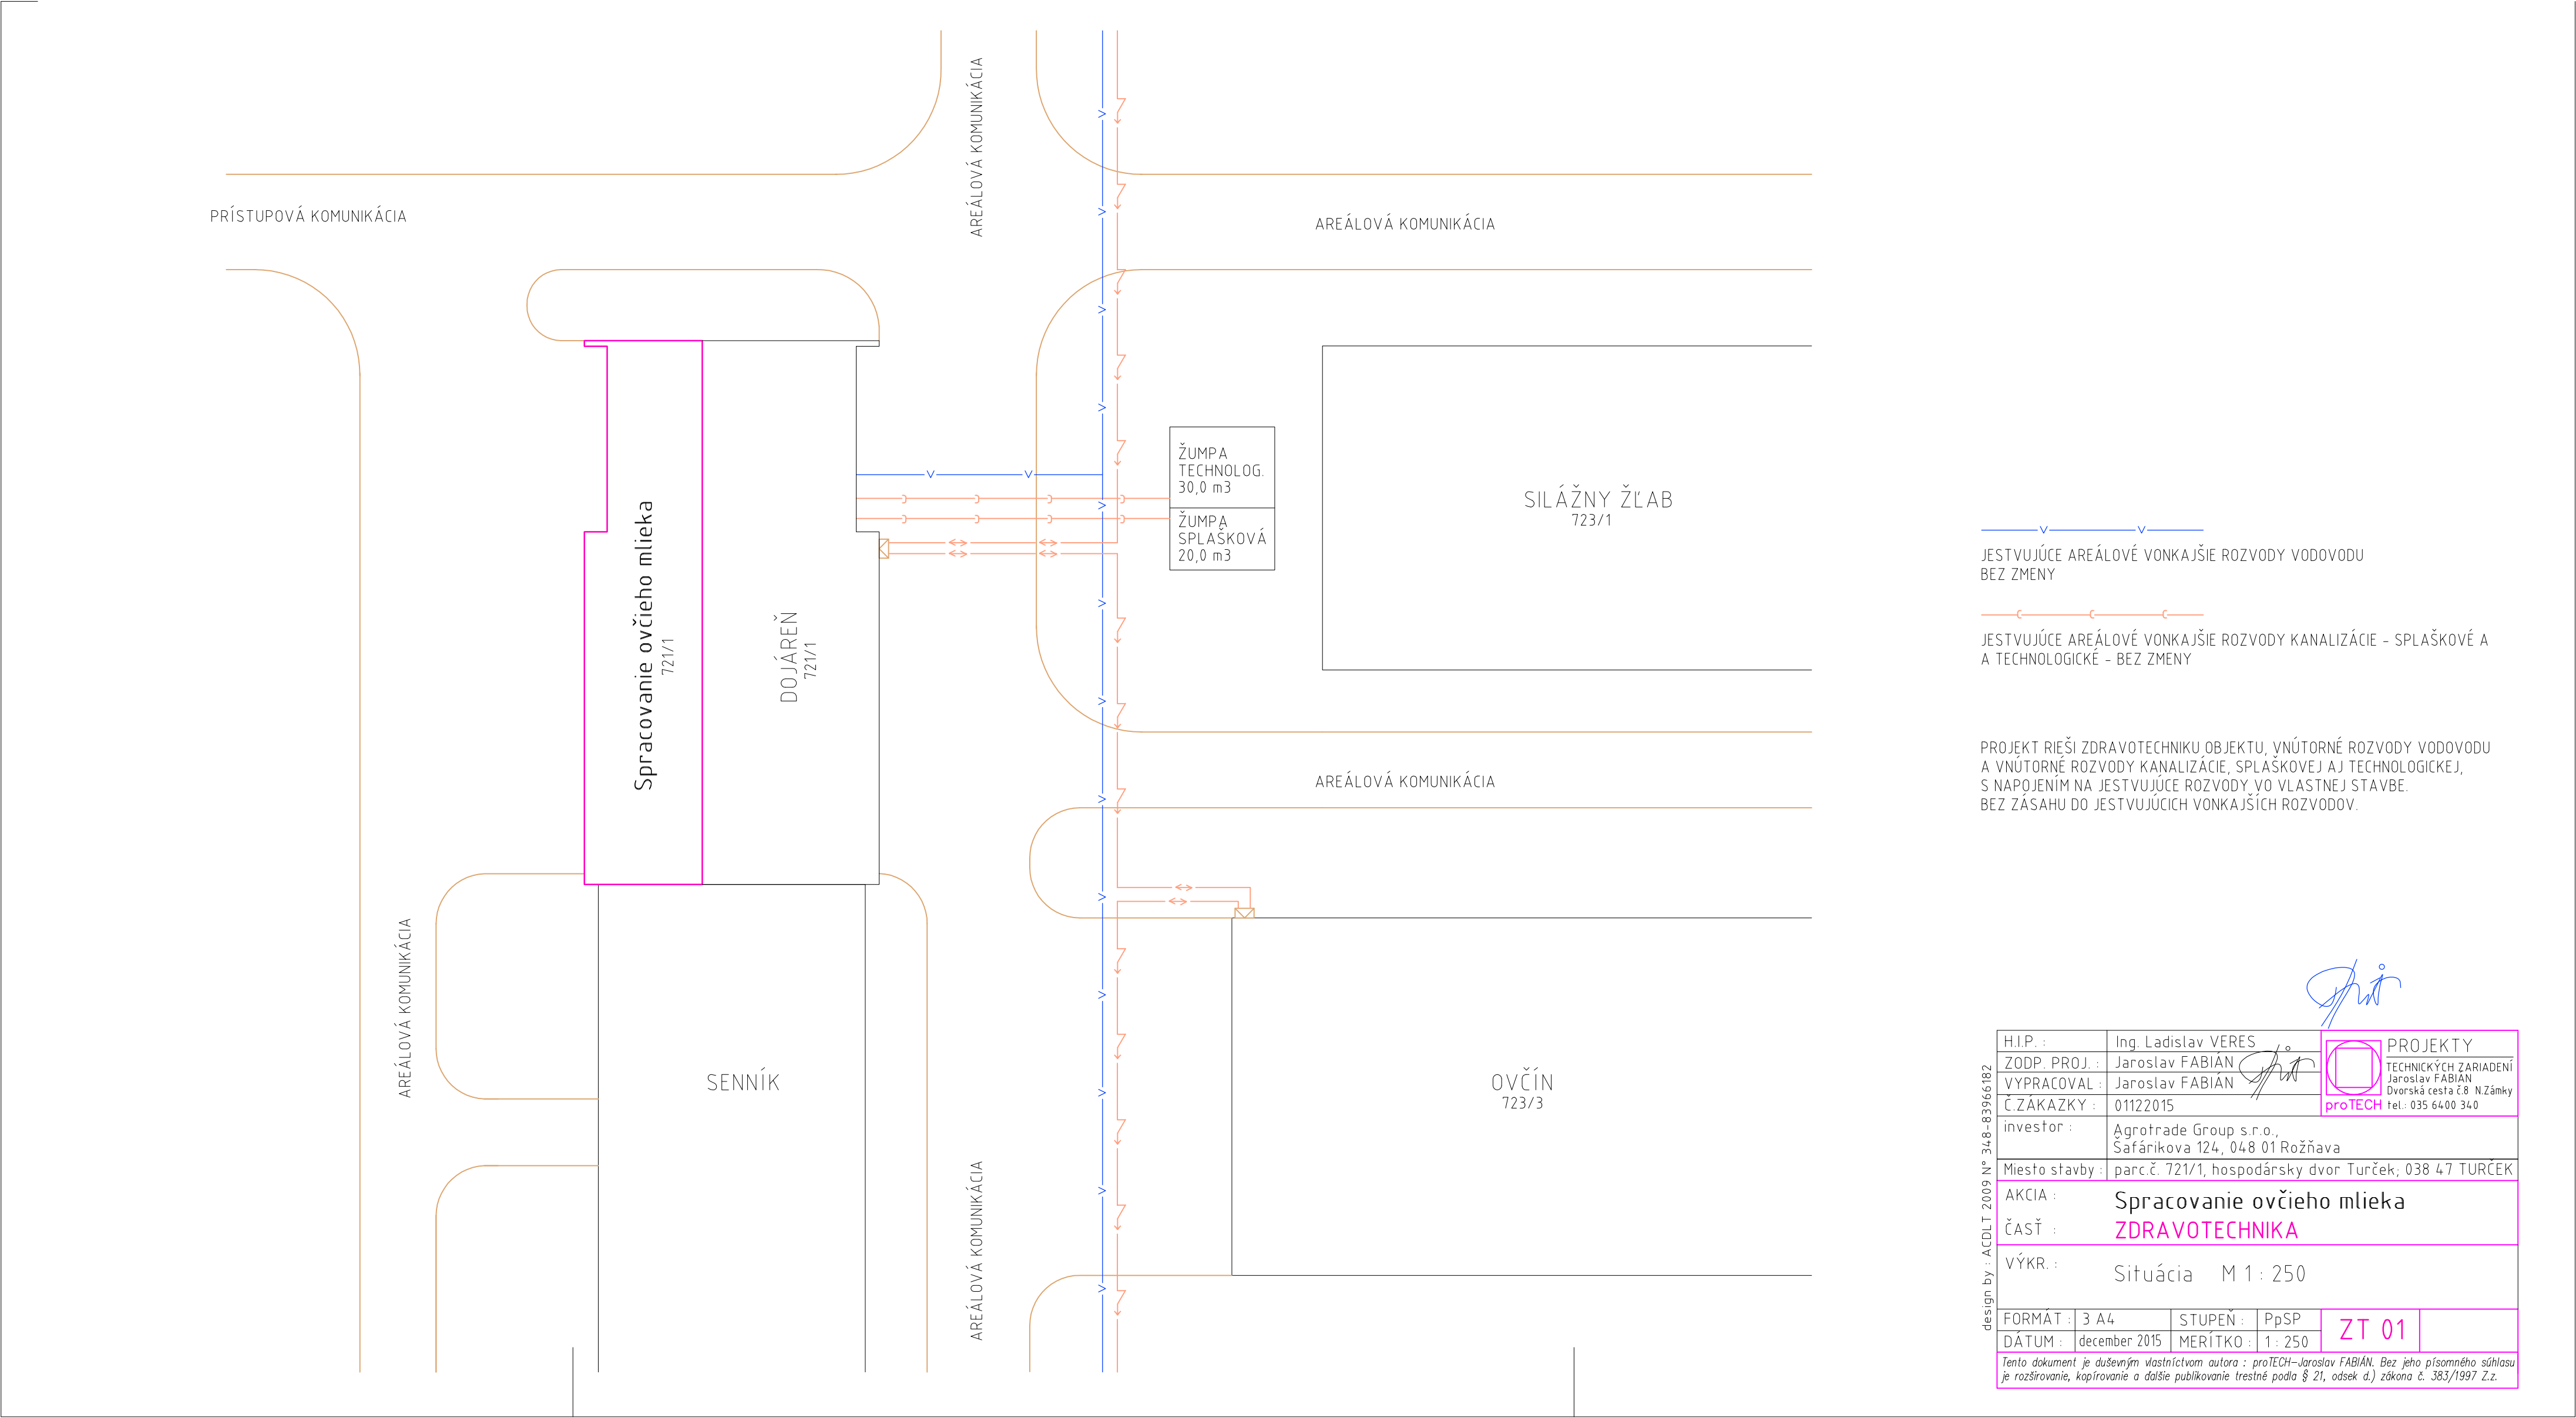 AREÁLOVÁ KOMUNIKÁCIA
PRÍSTUPOVÁ KOMUNIKÁCIA
AREÁLOVÁ KOMUNIKÁCIA
ŽUMPA
TECHNOLOG.
30,0 m3
ŽUMPA
SPLAŠKOVÁ
20,0 m3
SILÁŽNY ŽĽAB
723/1
Spracovanie ovčieho mlieka
721/1
DOJÁREŇ
721/1
AREÁLOVÁ KOMUNIKÁCIA
AREÁLOVÁ KOMUNIKÁCIA
SENNÍK
OVČÍN
723/3
AREÁLOVÁ KOMUNIKÁCIA
JESTVUJÚCE AREÁLOVÉ VONKAJŠIE ROZVODY VODOVODU
BEZ ZMENY
JESTVUJÚCE AREÁLOVÉ VONKAJŠIE ROZVODY KANALIZÁCIE - SPLAŠKOVÉ A
A TECHNOLOGICKÉ - BEZ ZMENY
PROJEKT RIEŠI ZDRAVOTECHNIKU OBJEKTU, VNÚTORNÉ ROZVODY VODOVODU
A VNÚTORNÉ ROZVODY KANALIZÁCIE, SPLAŠKOVEJ AJ TECHNOLOGICKEJ,
S NAPOJENÍM NA JESTVUJÚCE ROZVODY VO VLASTNEJ STAVBE.
BEZ ZÁSAHU DO JESTVUJÚCICH VONKAJŠÍCH ROZVODOV.
design by : ACDLT 2009 N° 348-83966182
H.I.P. : Ing. Ladislav VERES
ZODP. PROJ. : Jaroslav FABIÁN
VYPRACOVAL : Jaroslav FABIÁN
Č.ZÁKAZKY : 01122015
PROJEKTY
TECHNICKÝCH ZARIADENÍ
Jaroslav FABIÁN
Dvorská cesta č.8 N.Zámky
proTECH tel.: 035 6400 340
investor : Agrotrade Group s.r.o.,
Šafárikova 124, 048 01 Rožňava
Miesto stavby : parc.č. 721/1, hospodársky dvor Turček; 038 47 TURČEK
AKCIA : Spracovanie ovčieho mlieka
ČASŤ : ZDRAVOTECHNIKA
VÝKR. : Situácia M 1 : 250
FORMÁT : 3 A4 STUPEŇ : PpSP
DÁTUM : december 2015 MERÍTKO : 1 : 250
ZT 01
Tento dokument je duševným vlastníctvom autora : proTECH-Jaroslav FABIÁN. Bez jeho písomného súhlasu
je rozširovanie, kopírovanie a dalšie publikovanie trestné podla § 21, odsek d.) zákona č. 383/1997 Z.z.